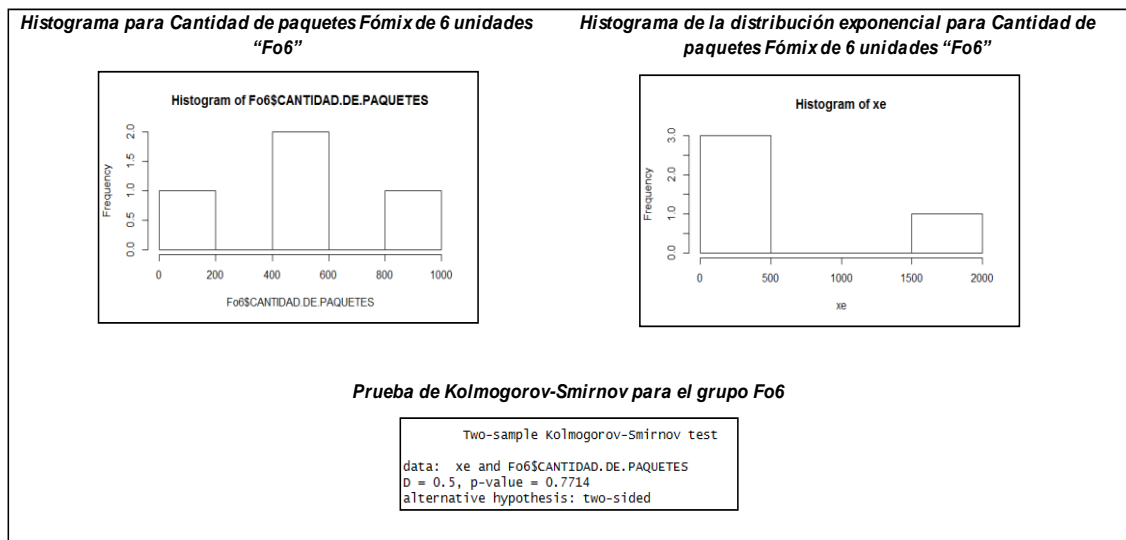 Histograma para Cantidad de paquetes Fómix de 6 unidades
“Fo6”
Histograma de la distribución exponencial para Cantidad de
paquetes Fómix de 6 unidades “Fo6”
Histogram of Fo6$CANTIDAD.DE.PAQUETES
Frequency
2.0
1.5
1.0
0.5
0.0
0 200 400 600 800 1000
Fo6$CANTIDAD.DE.PAQUETES
Histogram of xe
Frequency
3.0
2.0
1.0
0.0
0 500 1000 1500 2000
xe
Prueba de Kolmogorov-Smirnov para el grupo Fo6
Two-sample Kolmogorov-Smirnov test
data: xe and Fo6$CANTIDAD.DE.PAQUETES
D = 0.5, p-value = 0.7714
alternative hypothesis: two-sided